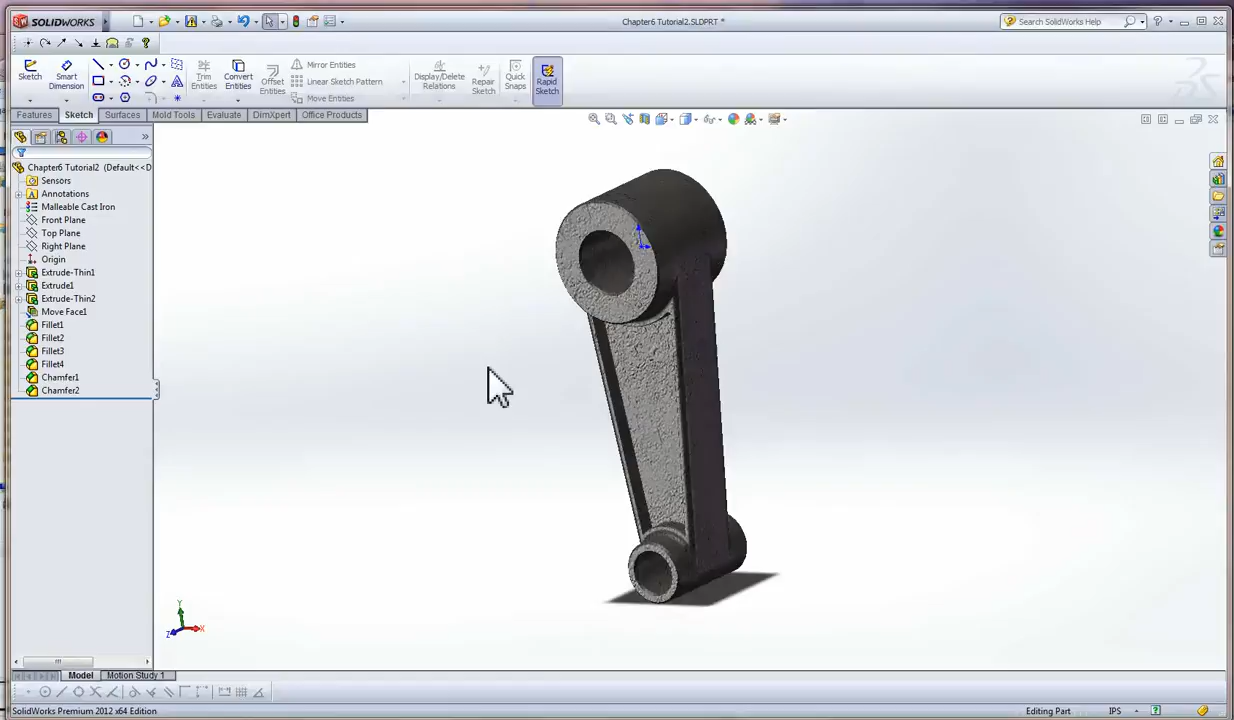 SOLIDWORKS
Chapter6 Tutorial2.SLDPRT *
Search SolidWorks Help
Sketch
Smart Dimension
Trim Entities
Convert Entities
Offset Entities
Mirror Entities
Linear Sketch Pattern
Move Entities
Display/Delete Relations
Repair Sketch
Quick Snaps
Rapid Sketch
Features Sketch Surfaces Mold Tools Evaluate DimXpert Office Products
Chapter6 Tutorial2 (Default<<D
Sensors
Annotations
Malleable Cast Iron
Front Plane
Top Plane
Right Plane
Origin
Extrude-Thin1
Extrude1
Extrude-Thin2
Move Face1
Fillet1
Fillet2
Fillet3
Fillet4
Chamfer1
Chamfer2
Y
Z X
Model Motion Study 1
SolidWorks Premium 2012 x64 Edition Editing Part IPS